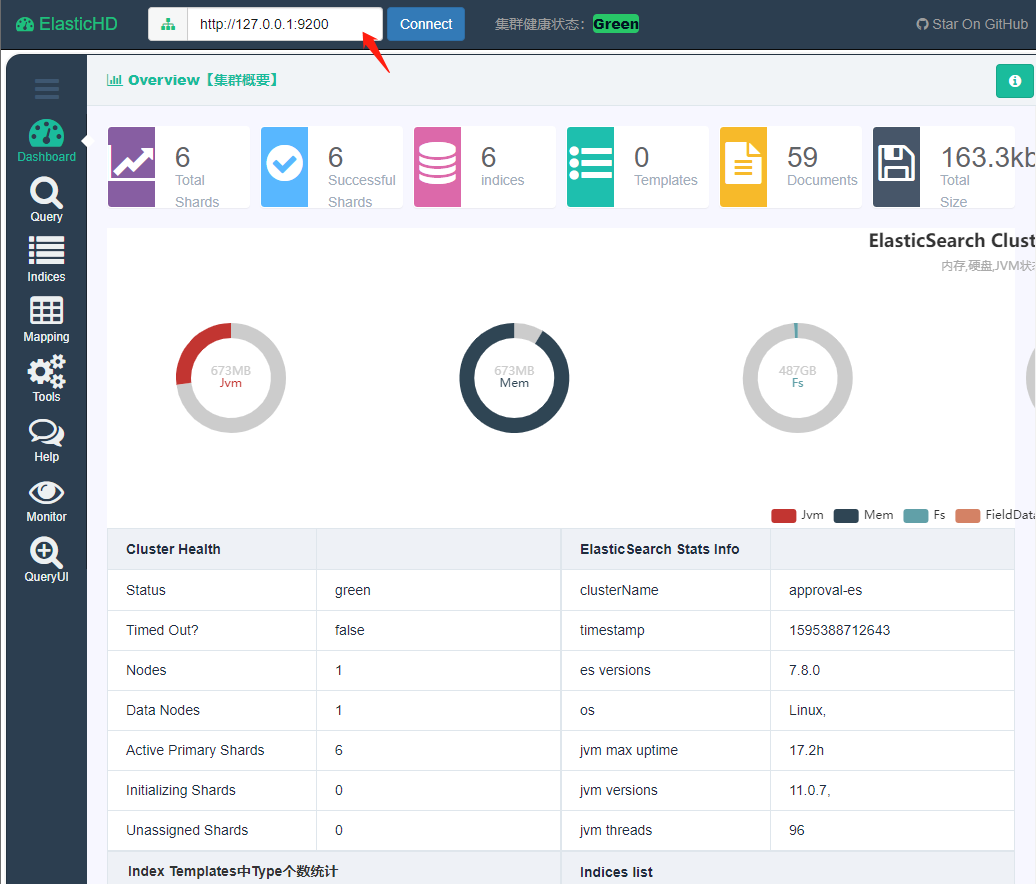 ElasticHD http://127.0.0.1:9200 Connect 集群健康状态： Green Star On GitHub
Overview【集群概要】
Dashboard
Query
Indices
Mapping
Tools
Help
Monitor
QueryUI
6
Total
Shards
6
Successful
Shards
6
indices
0
Templates
59
Documents
163.3kb
Total
Size
ElasticSearch Clust
内存,硬盘,JVM状
673MB
Jvm
673MB
Mem
487GB
Fs
Jvm Mem Fs FieldData
Cluster Health ElasticSearch Stats Info
Status green clusterName approval-es
Timed Out? false timestamp 1595388712643
Nodes 1 es versions 7.8.0
Data Nodes 1 os Linux,
Active Primary Shards 6 jvm max uptime 17.2h
Initializing Shards 0 jvm versions 11.0.7,
Unassigned Shards 0 jvm threads 96
Index Templates中Type个数统计 Indices list